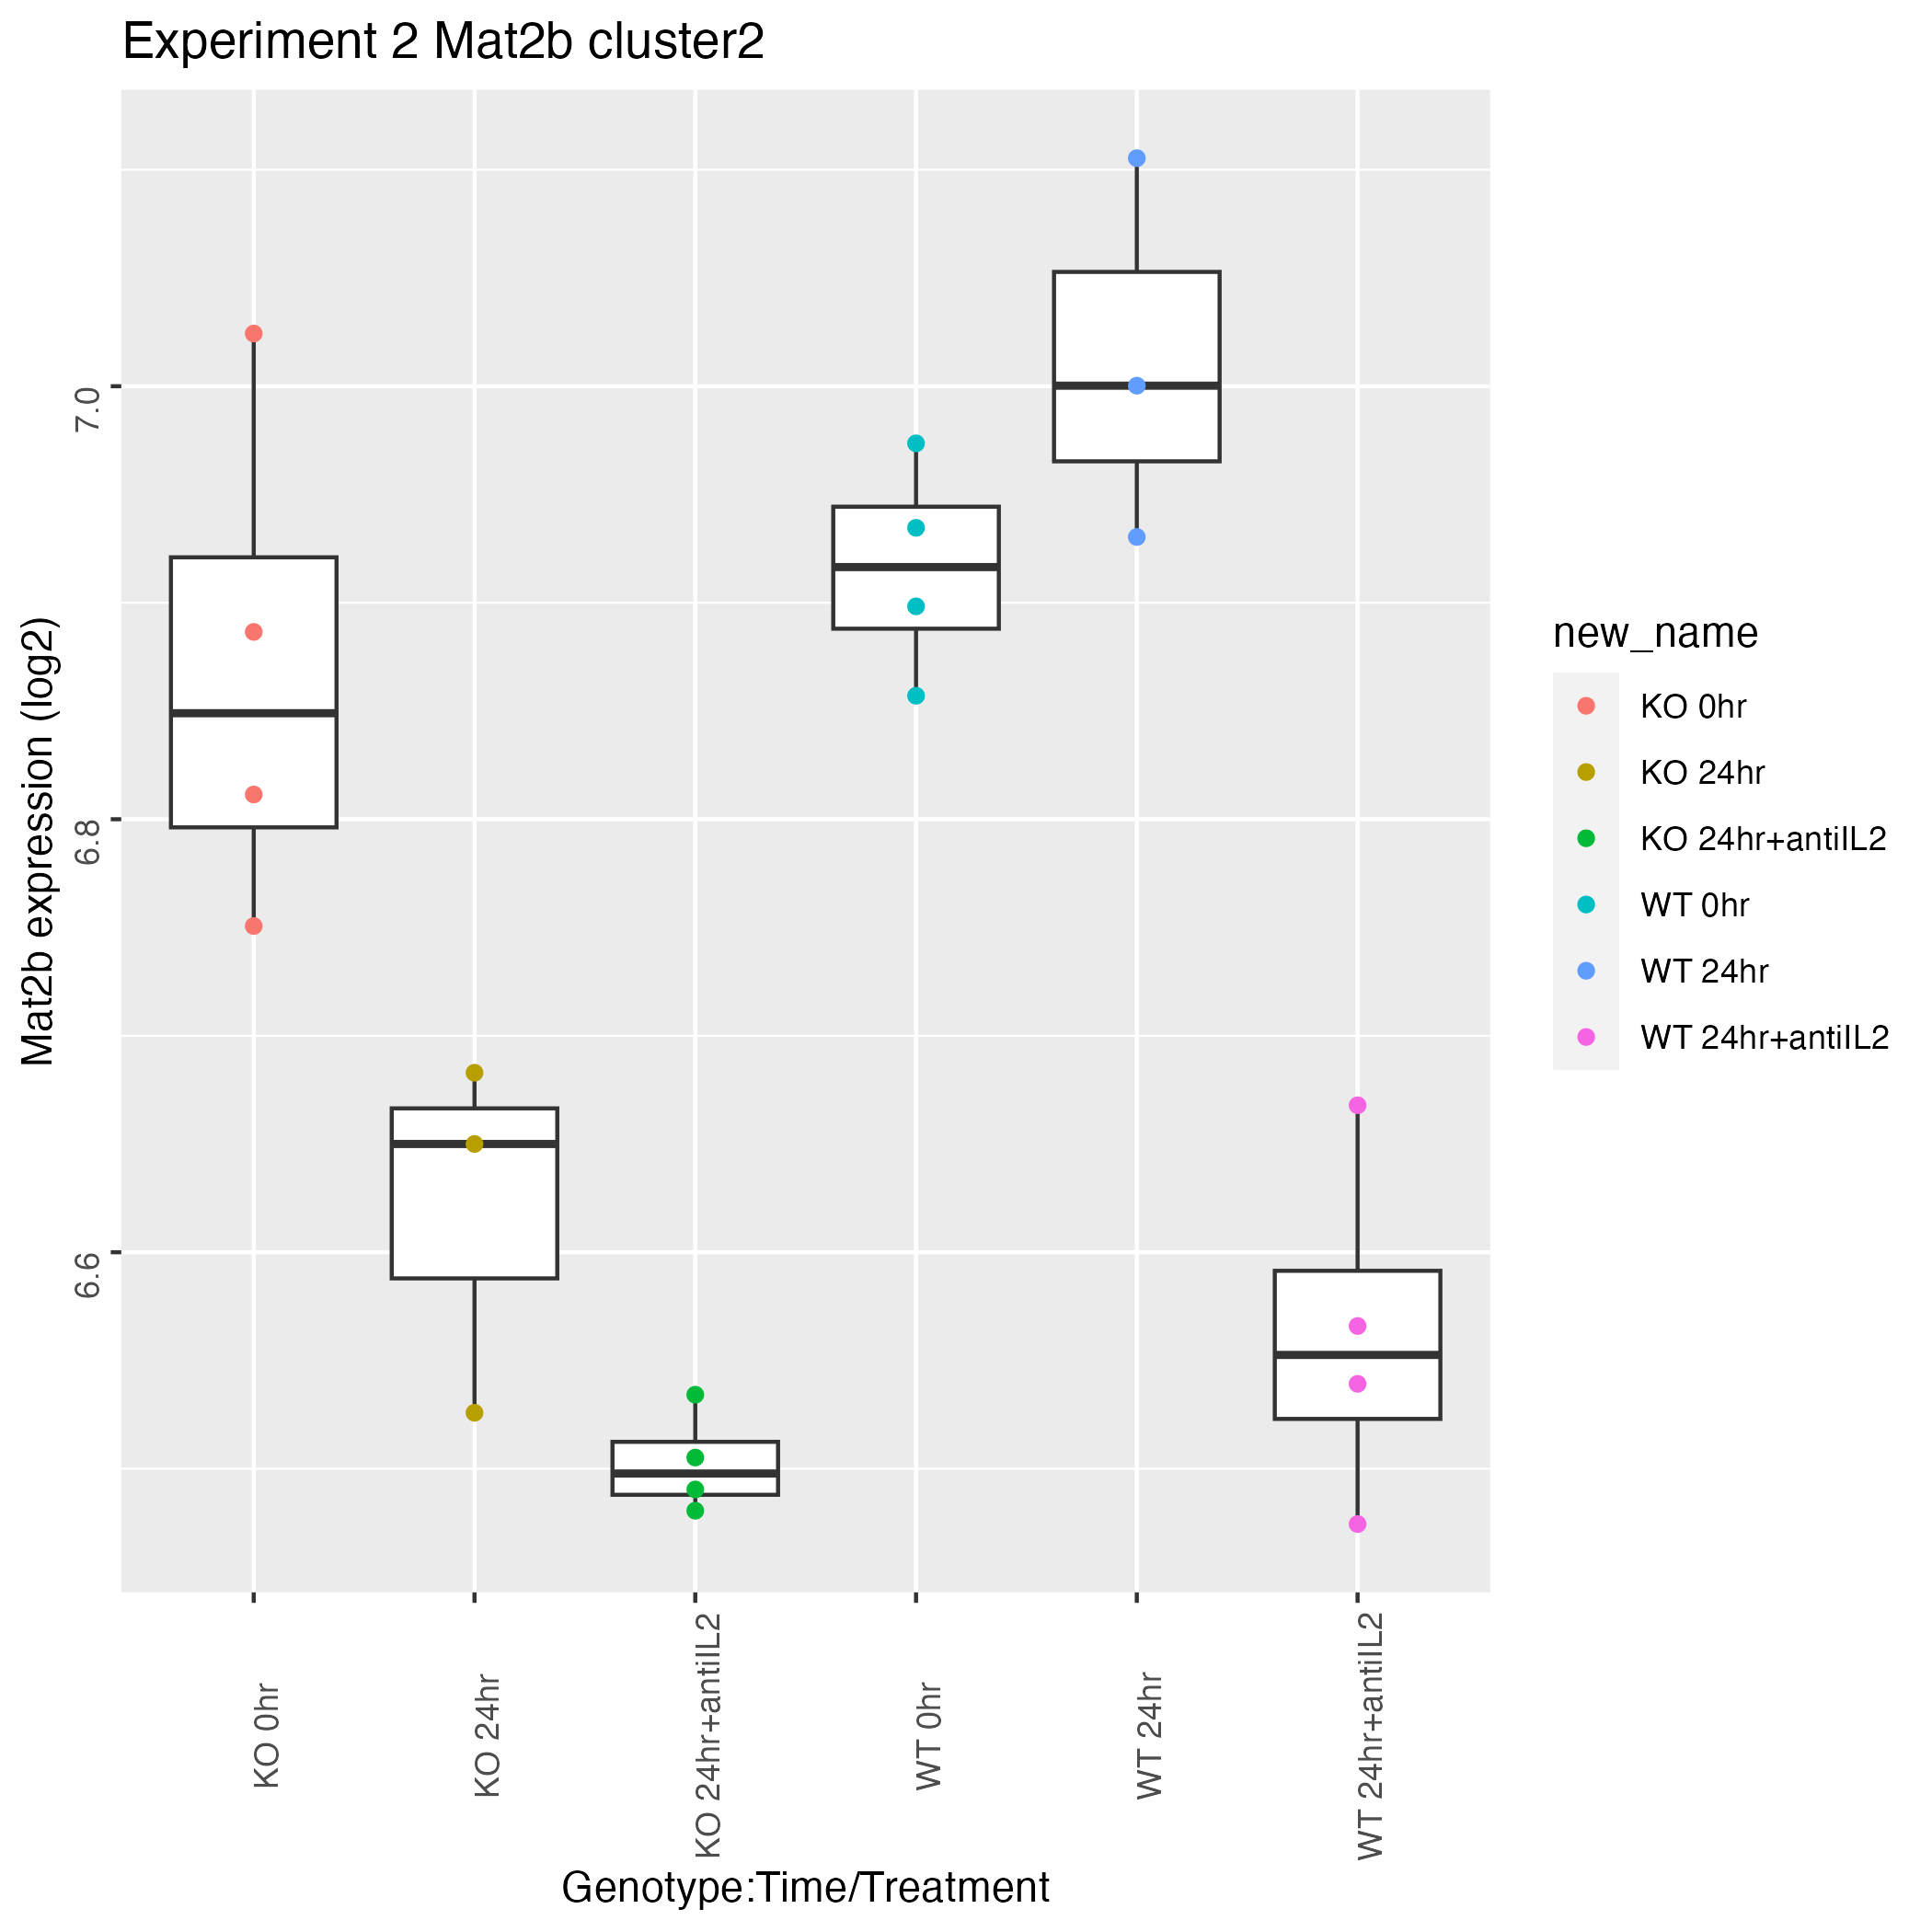 Experiment 2 Mat2b cluster2
Mat2b expression (log2)
7.0
6.8
6.6
KO 0hr
KO 24hr
KO 24hr+antiIL2
WT 0hr
WT 24hr
WT 24hr+antiIL2
Genotype:Time/Treatment
new_name
KO 0hr
KO 24hr
KO 24hr+antiIL2
WT 0hr
WT 24hr
WT 24hr+antiIL2